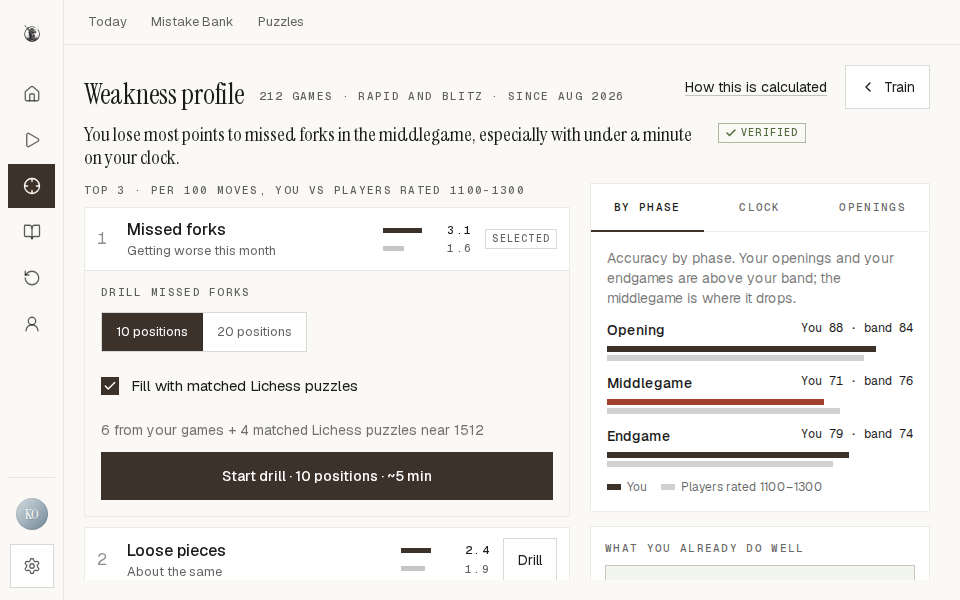 Today Mistake Bank Puzzles
Weakness profile 212 GAMES · RAPID AND BLITZ · SINCE AUG 2026
How this is calculated
Train
You lose most points to missed forks in the middlegame, especially with under a minute
on your clock.
VERIFIED
TOP 3 · PER 100 MOVES, YOU VS PLAYERS RATED 1100-1300
1 Missed forks 3.1
Getting worse this month 1.6
SELECTED
DRILL MISSED FORKS
10 positions 20 positions
Fill with matched Lichess puzzles
6 from your games + 4 matched Lichess puzzles near 1512
Start drill · 10 positions · ~5 min
2 Loose pieces 2.4
About the same 1.9
Drill
BY PHASE CLOCK OPENINGS
Accuracy by phase. Your openings and your
endgames are above your band; the
middlegame is where it drops.
Opening You 88 · band 84
Middlegame You 71 · band 76
Endgame You 79 · band 74
You Players rated 1100–1300
WHAT YOU ALREADY DO WELL
KO